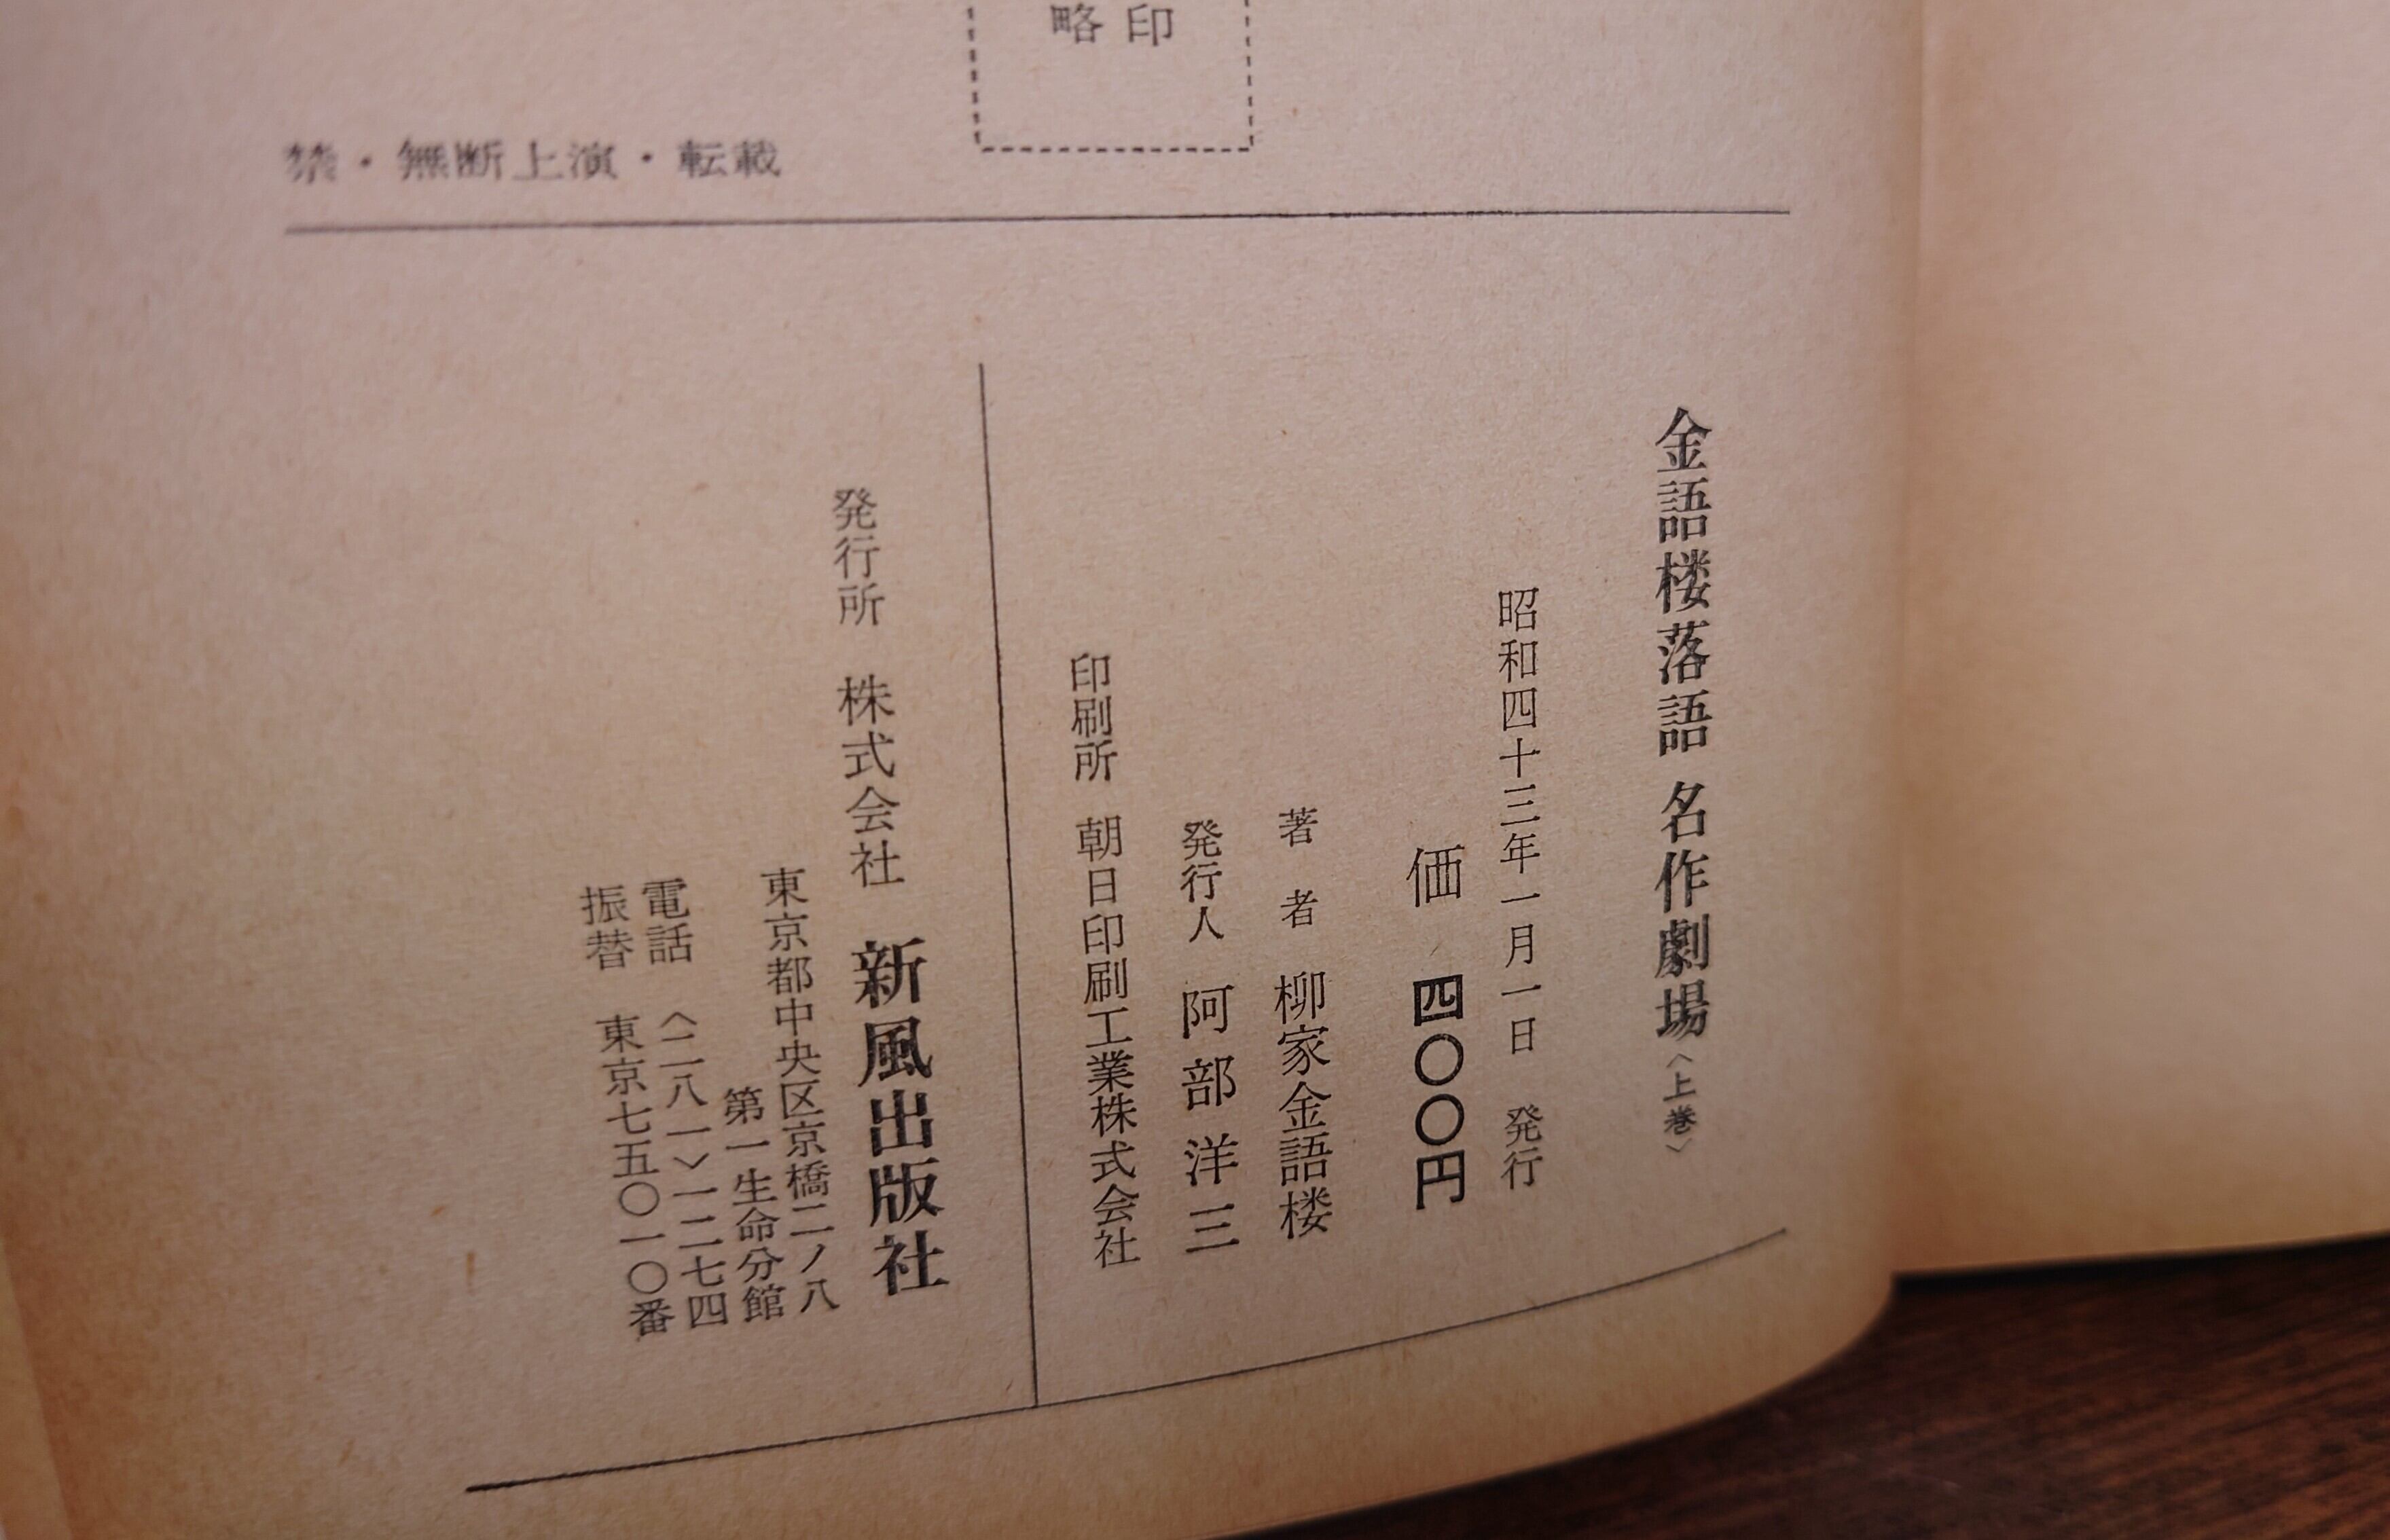 印
略
禁・無断上演・転載
金語楼落語 名作劇場〈上巻〉
昭和四十三年一月一日 発行
価 四〇〇円
著 者 柳家金語楼
発行人 阿部洋三
印刷所 朝日印刷工業株式会社
発行所 株式会社 新風出版社
東京都中央区京橋二ノ八
第一生命分館
電話 〈二八一〉一二七四
振替 東京七五〇一〇番